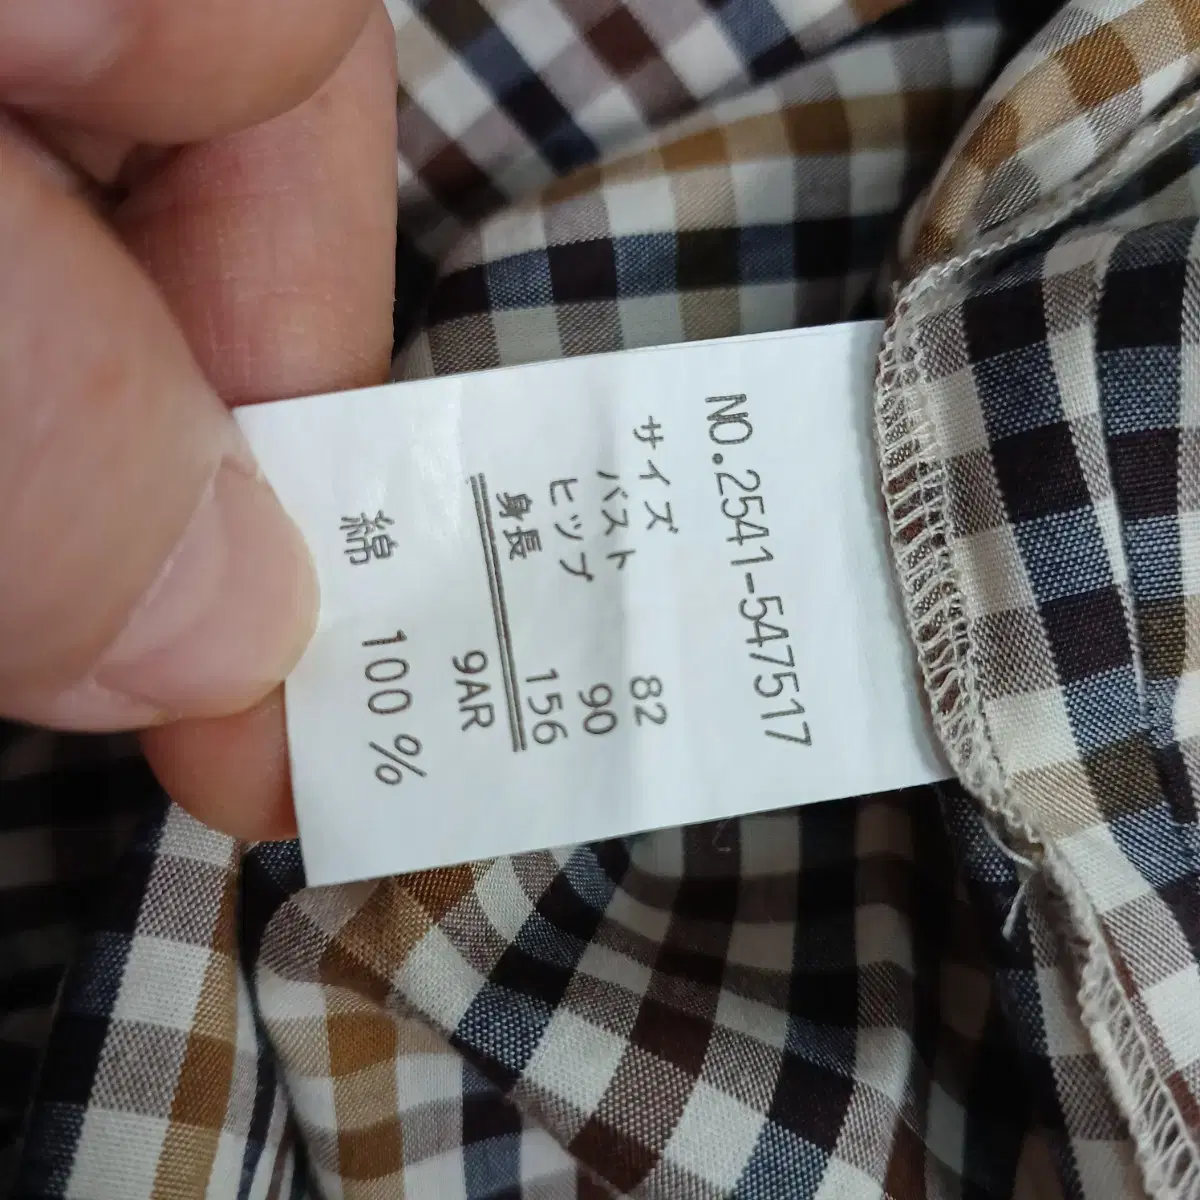 NO.2541-547517
サイズ
バスト 82
ヒップ 90
身長 156
9AR
綿 100%